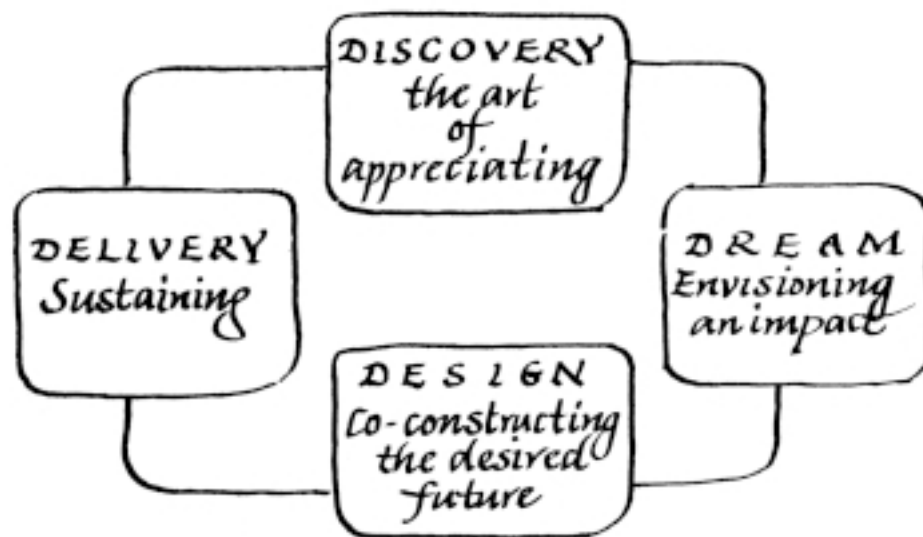 DISCOVERY
the art
of
appreciating
DELIVERY
Sustaining
DREAM
Envisioning
an impact
DESIGN
Co-constructing
the desired
future